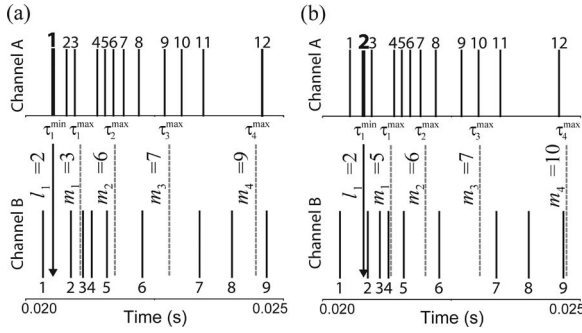 (a)
Channel A
1 2 3 4 5 6 7 8 9 10 11 12
τ₁ᵐⁱⁿ τ₁ᵐᵃˣ τ₂ᵐᵃˣ τ₃ᵐᵃˣ τ₄ᵐᵃˣ
l₁=2 m₁=3 m₂=6 m₃=7 m₄=9
Channel B
1 2 3 4 5 6 7 8 9
0.020 0.025
Time (s)
(b)
Channel A
1 2 3 4 5 6 7 8 9 10 11 12
τ₁ᵐⁱⁿ τ₁ᵐᵃˣ τ₂ᵐᵃˣ τ₃ᵐᵃˣ τ₄ᵐᵃˣ
l₁=2 m₁=5 m₂=6 m₃=7 m₄=10
Channel B
1 2 3 4 5 6 7 8 9
0.020 0.025
Time (s)